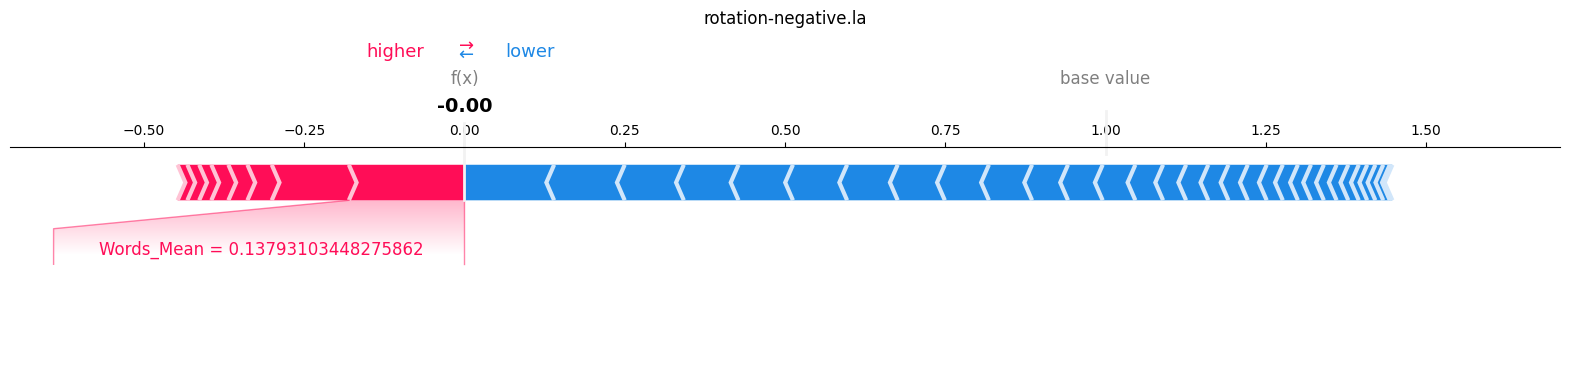 rotation-negative.la
higher ⇄ lower
f(x) base value
-0.00
−0.50 −0.25 0.00 0.25 0.50 0.75 1.00 1.25 1.50
Words_Mean = 0.13793103448275862